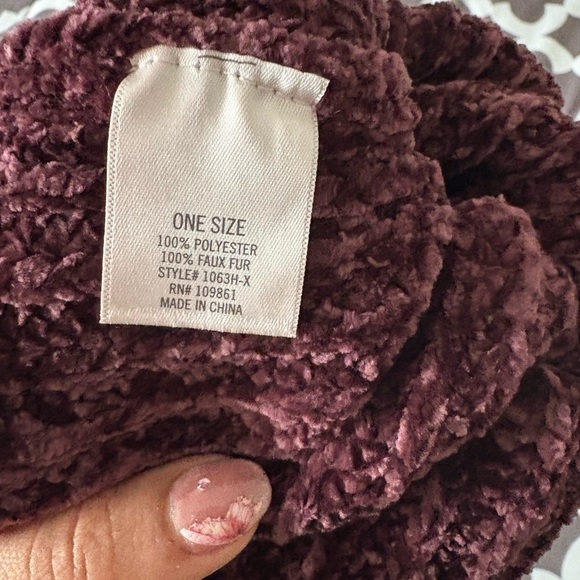 ONE SIZE
100% POLYESTER
100% FAUX FUR
STYLE# 1063H-X
RN# 109861
MADE IN CHINA